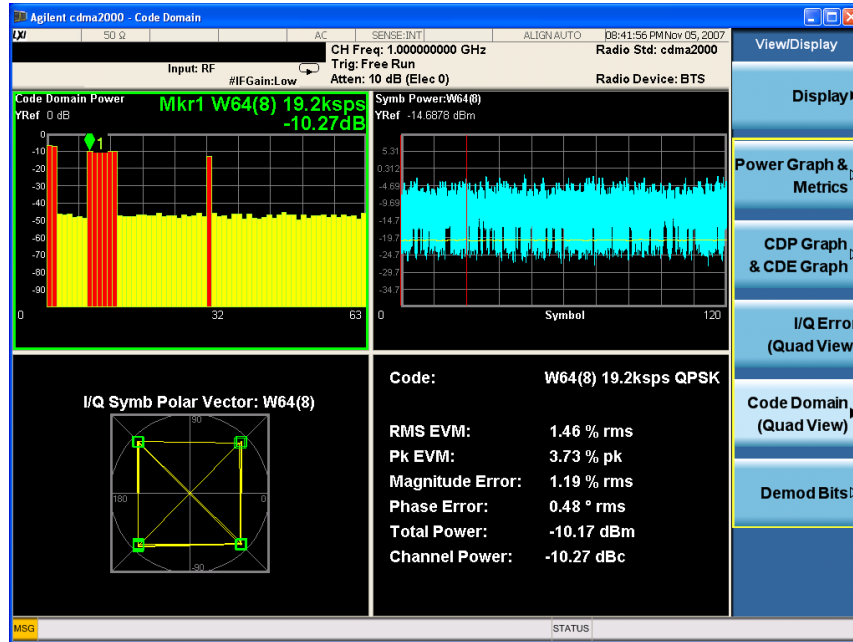 Agilent cdma2000 - Code Domain
LXI 50 Ω AC SENSE:INT ALIGN AUTO 08:41:56 PM Nov 05, 2007
CH Freq: 1.000000000 GHz Radio Std: cdma2000
Input: RF Trig: Free Run
#IFGain:Low Atten: 10 dB (Elec 0) Radio Device: BTS
Code Domain Power Mkr1 W64(8) 19.2ksps
YRef 0 dB -10.27dB
0
-10 1
-20
-30
-40
-50
-60
-70
-80
-90
0 32 63
Symb Power:W64(8)
YRef -14.6878 dBm
5.31
0.312
-4.69
-9.69
-14.7
-19.7
-24.7
-29.7
-34.7
0 Symbol 120
I/Q Symb Polar Vector: W64(8)
90
180 0
-90
Code: W64(8) 19.2ksps QPSK
RMS EVM: 1.46 % rms
Pk EVM: 3.73 % pk
Magnitude Error: 1.19 % rms
Phase Error: 0.48 ° rms
Total Power: -10.17 dBm
Channel Power: -10.27 dBc
View/Display
Display
Power Graph &
Metrics
CDP Graph
& CDE Graph
I/Q Erro
(Quad View
Code Domain
(Quad View)
Demod Bits
MSG STATUS